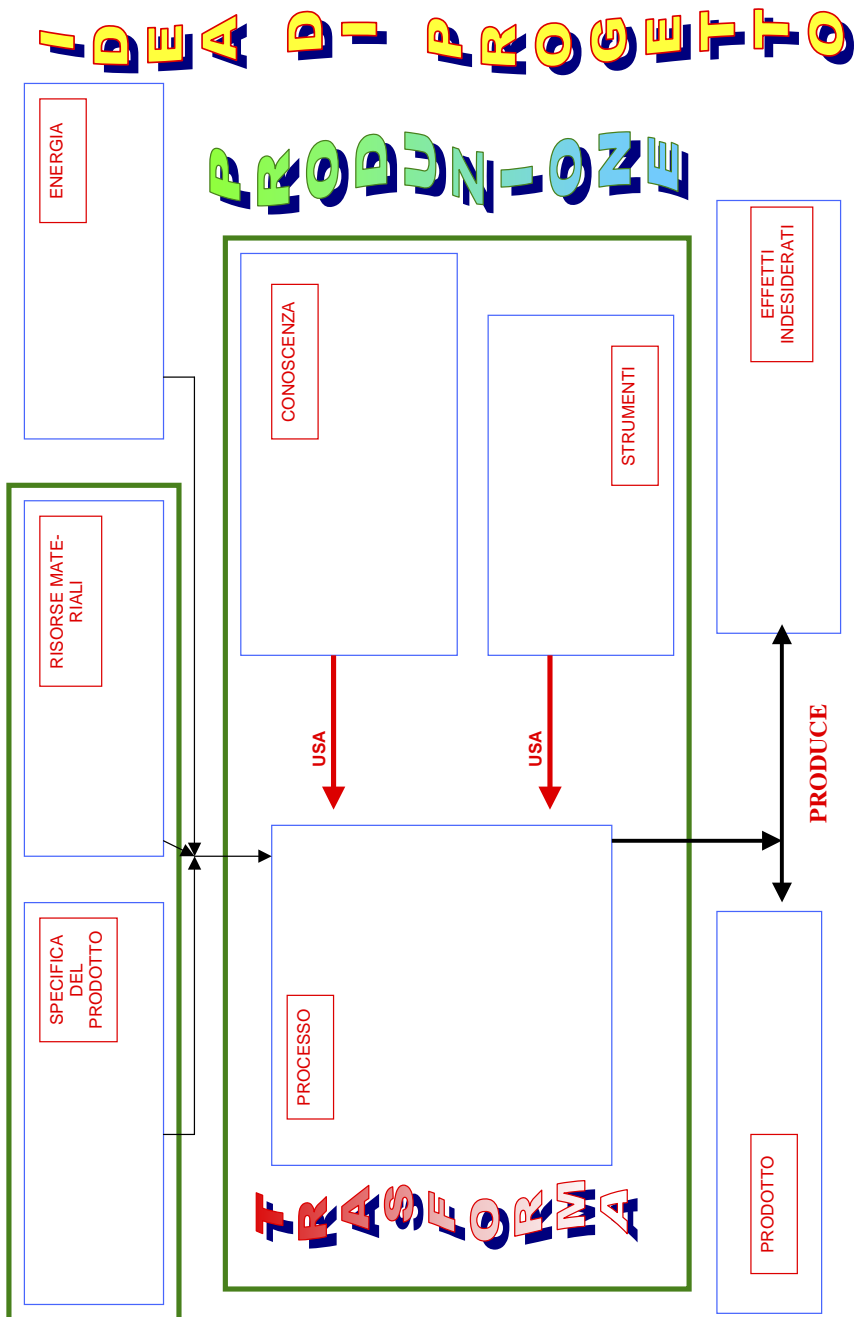 IDEA DI PROGETTO
PRODUZIONE
ENERGIA
RISORSE MATE-
RIALI
SPECIFICA
DEL
PRODOTTO
CONOSCENZA
STRUMENTI
USA
USA
PROCESSO
TRASFORMA
EFFETTI
INDESIDERATI
PRODUCE
PRODOTTO